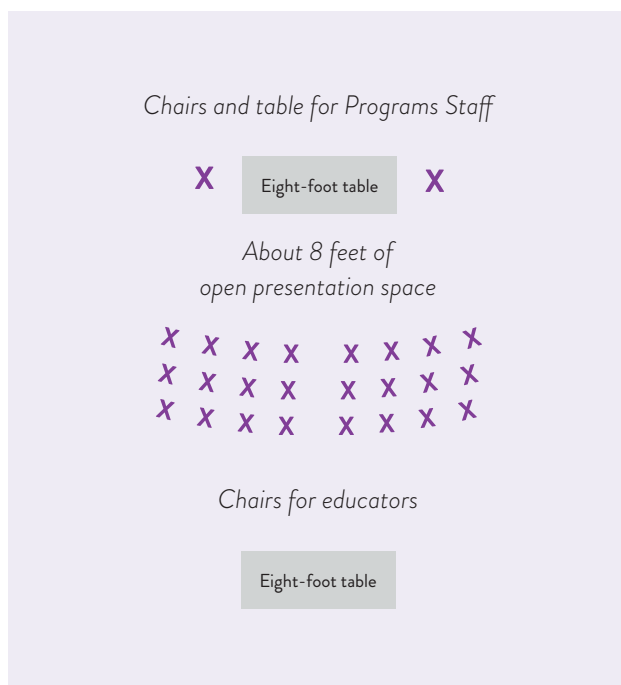 Chairs and table for Programs Staff
X Eight-foot table X
About 8 feet of
open presentation space
X X X X X X X X
X X X X X X X X
X X X X X X X X
Chairs for educators
Eight-foot table